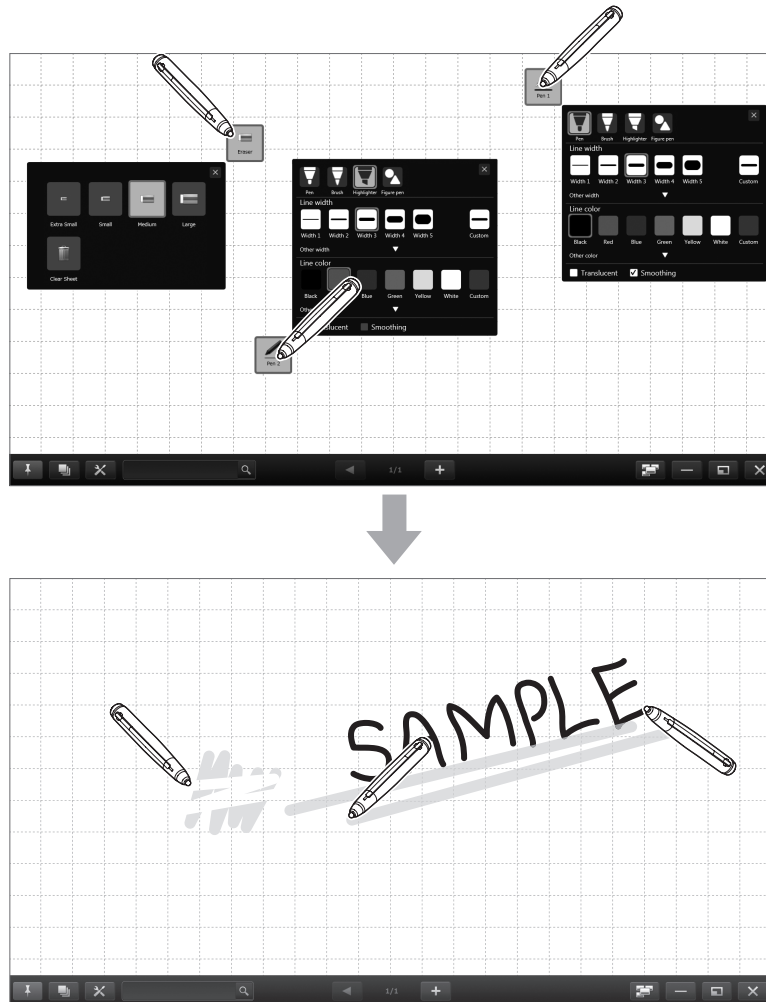 Pen 1
Eraser
Extra Small Small Medium Large
Clear Sheet
Pen Brush Highlighter Figure pen
Line width
Width 1 Width 2 Width 3 Width 4 Width 5 Custom
Other width
Line color
Black Blue Green Yellow White Custom
Smoothing
Pen 2
Pen Brush Highlighter Figure pen
Line width
Width 1 Width 2 Width 3 Width 4 Width 5 Custom
Other width
Line color
Black Red Blue Green Yellow White Custom
Other color
Translucent Smoothing
1/1
SAMPLE
1/1